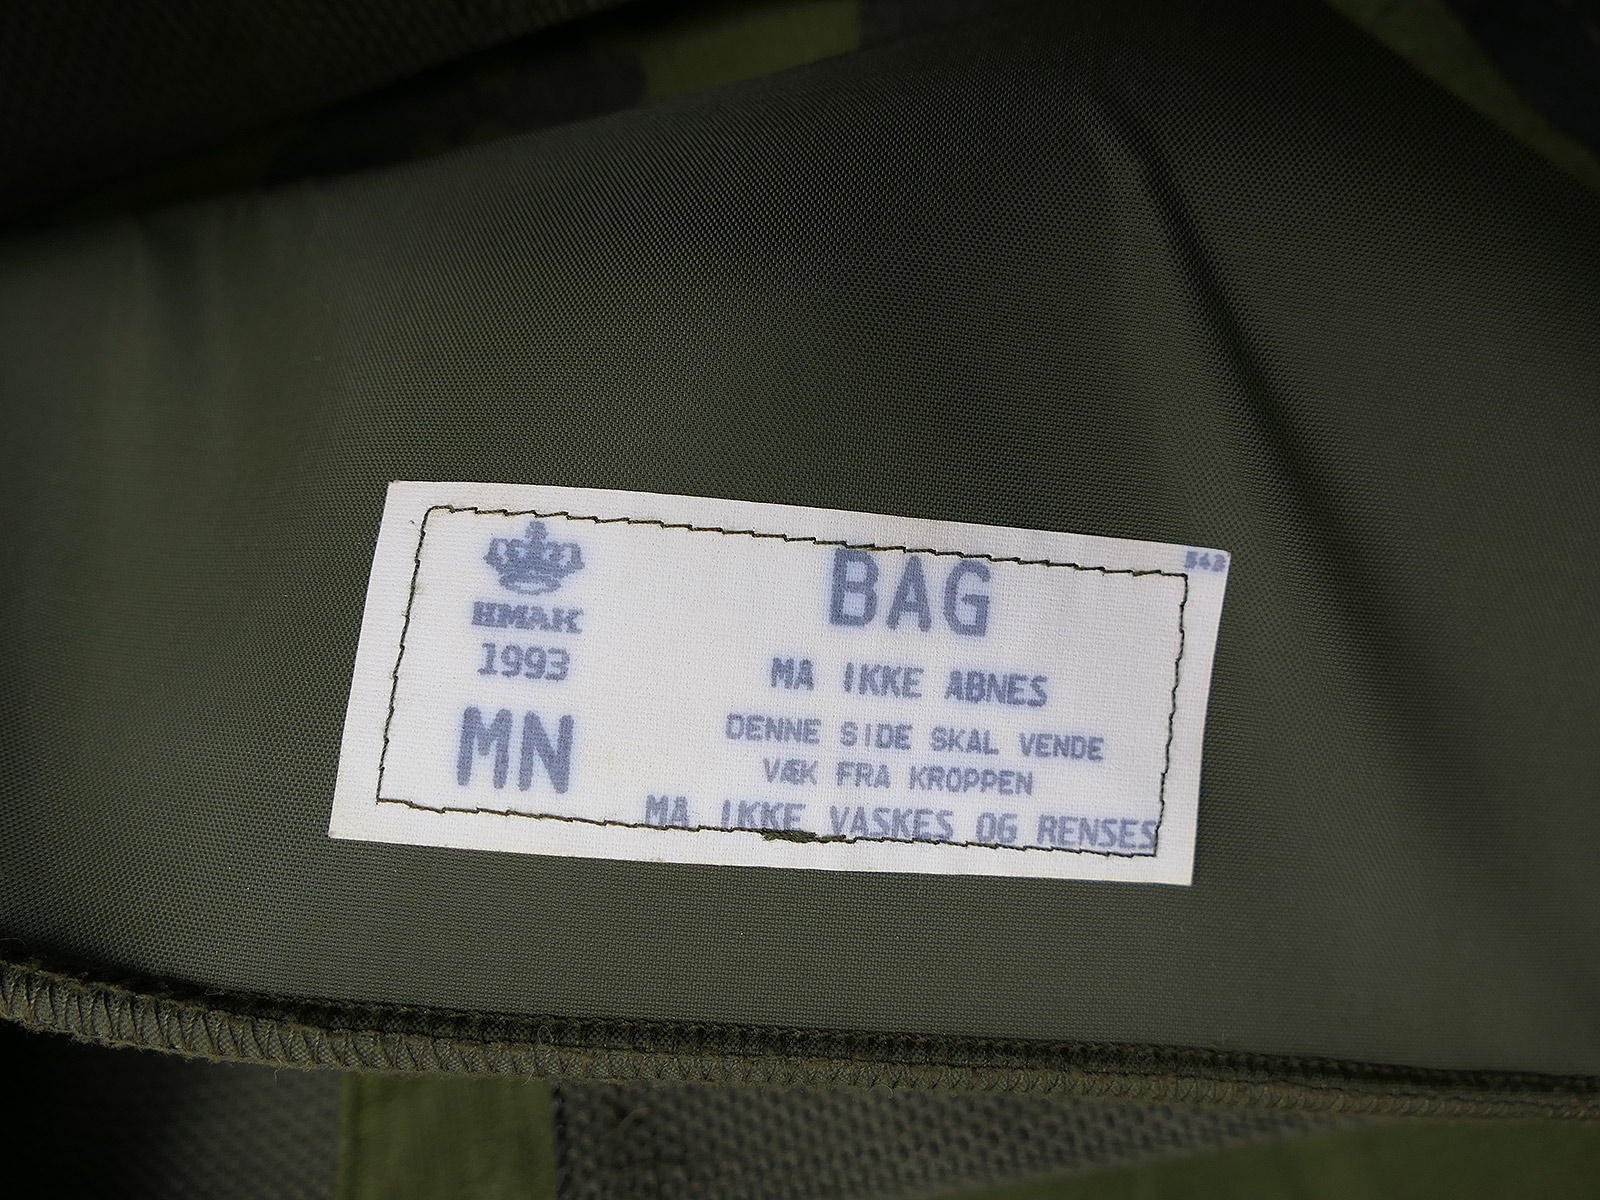 HMAK
1993
MN
543
BAG
MA IKKE ABNES
DENNE SIDE SKAL VENDE
VÆK FRA KROPPEN
MA IKKE VASKES OG RENSES